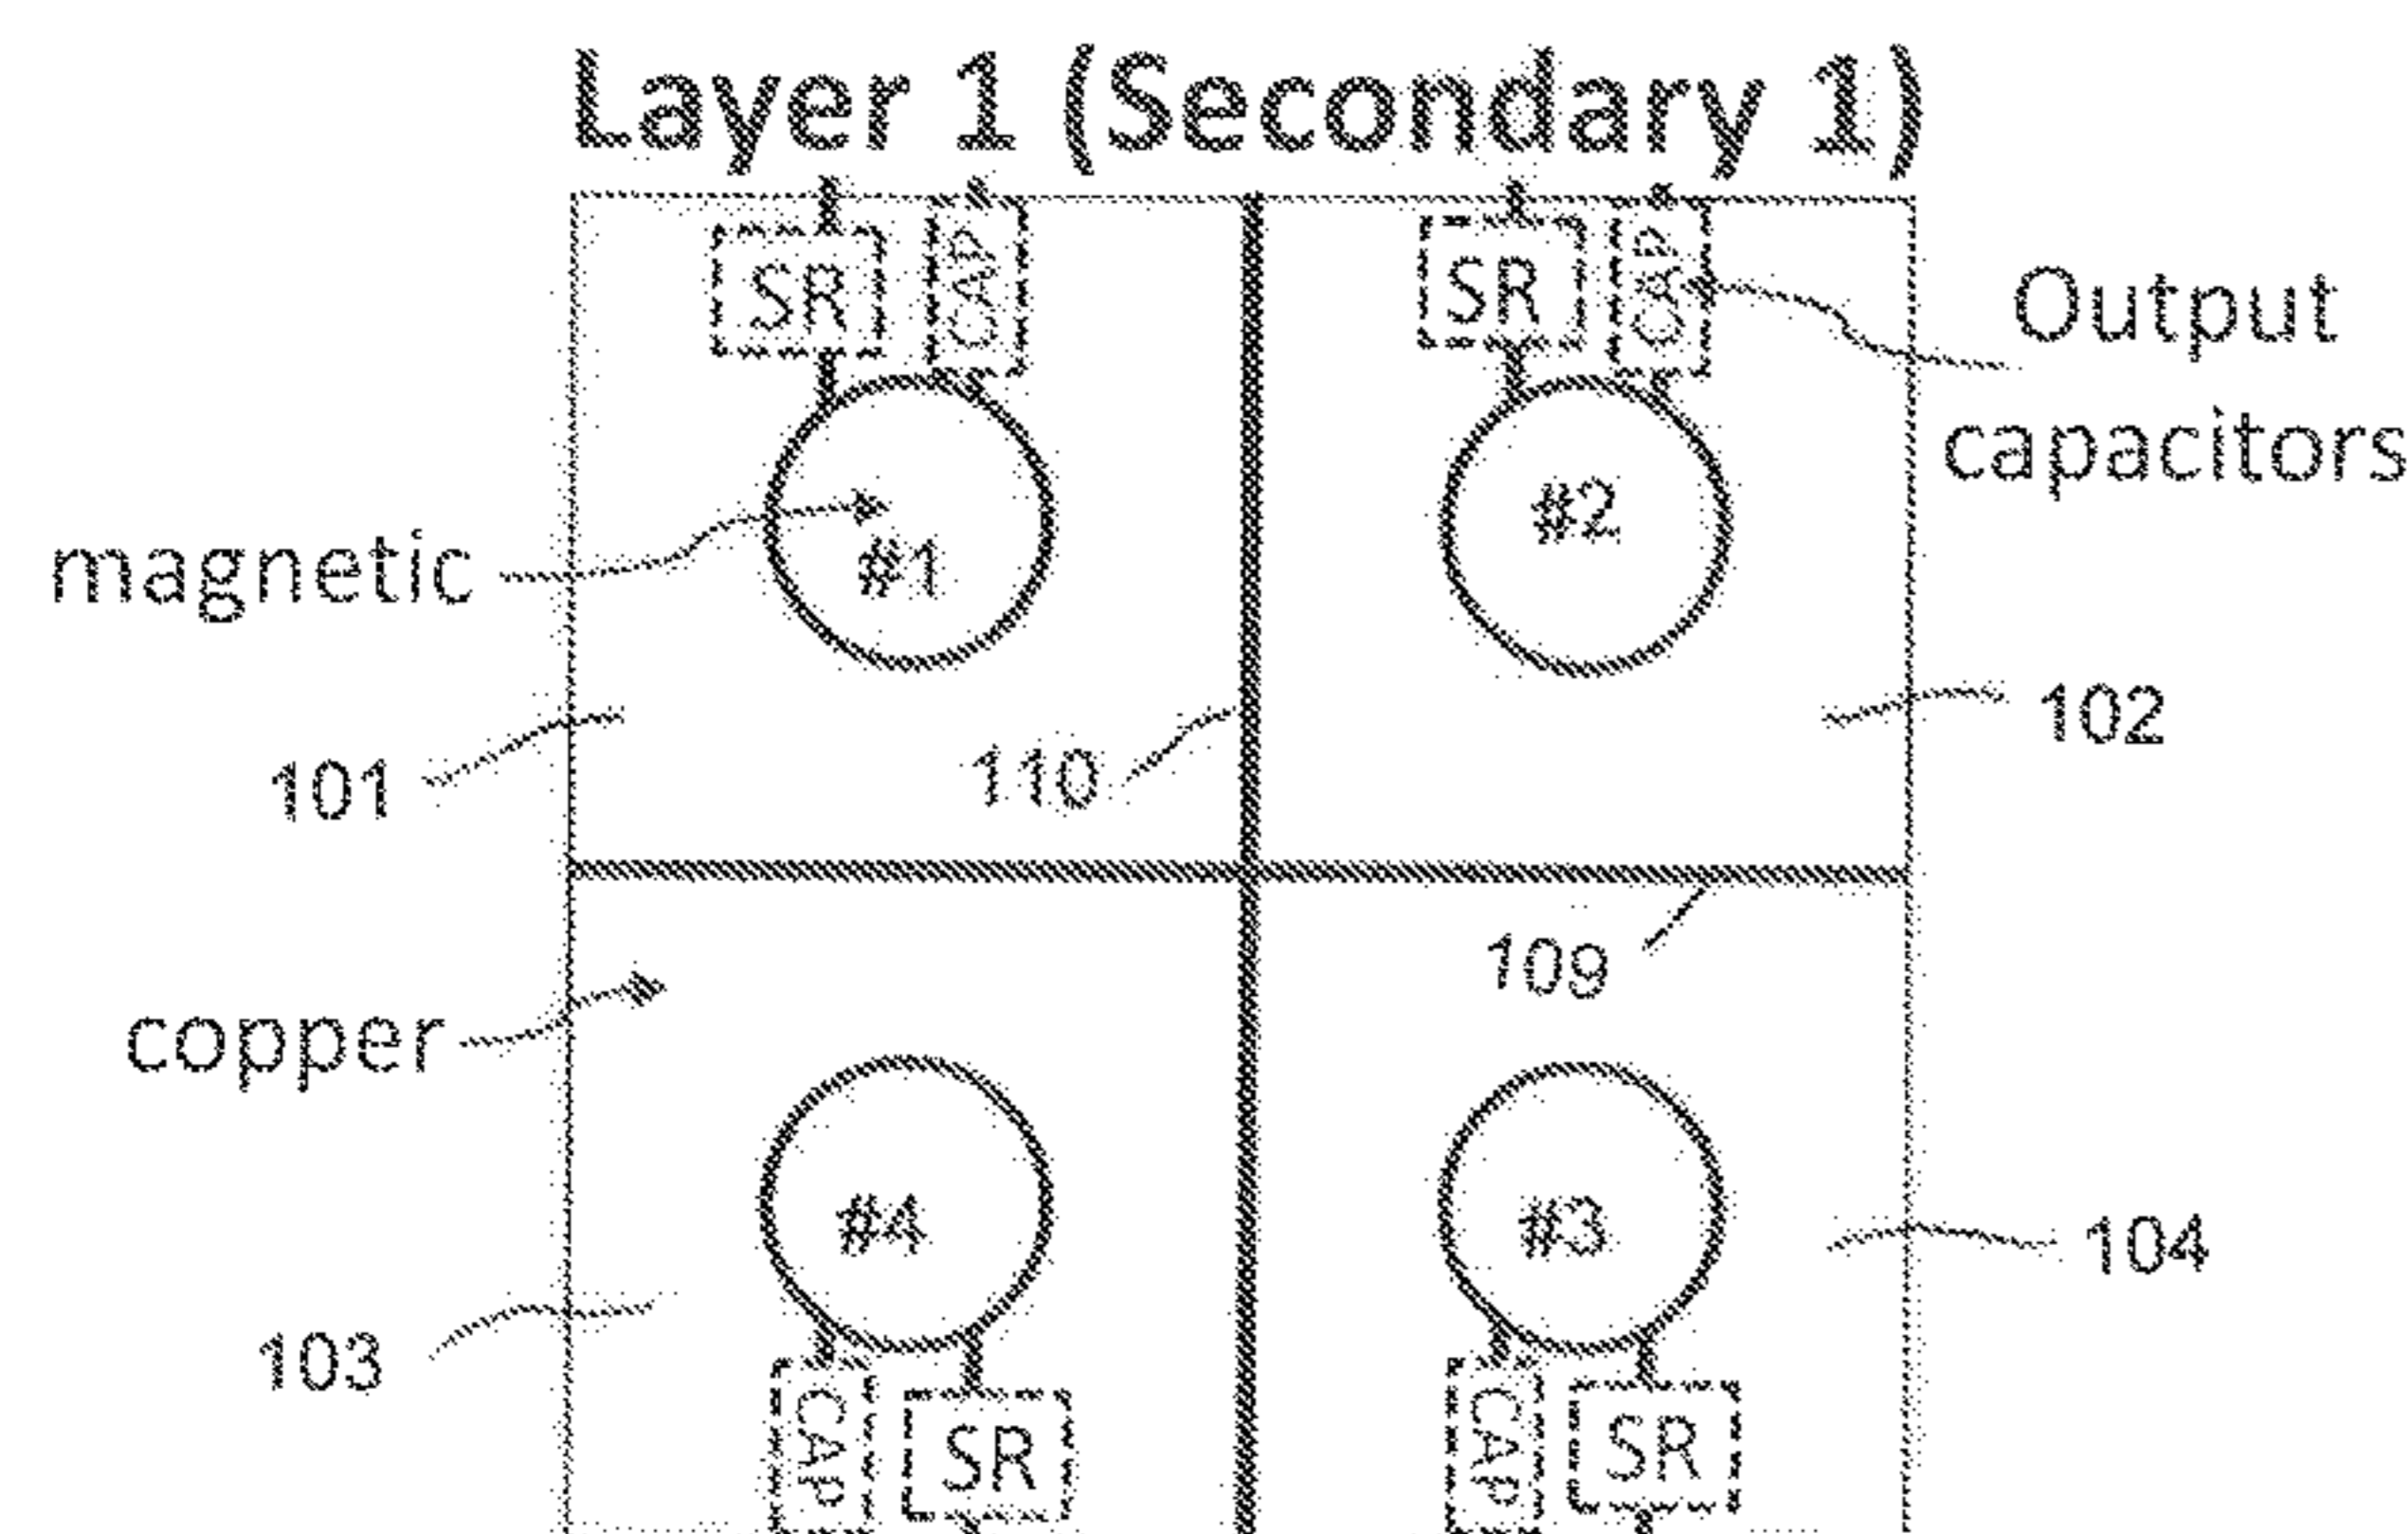 Layer 1 (Secondary 1)
SR
CAP
SR
CAP
Output
capacitors
magnetic
#1
#2
101
110
102
109
copper
#4
#3
103
104
CAP
SR
CAP
SR